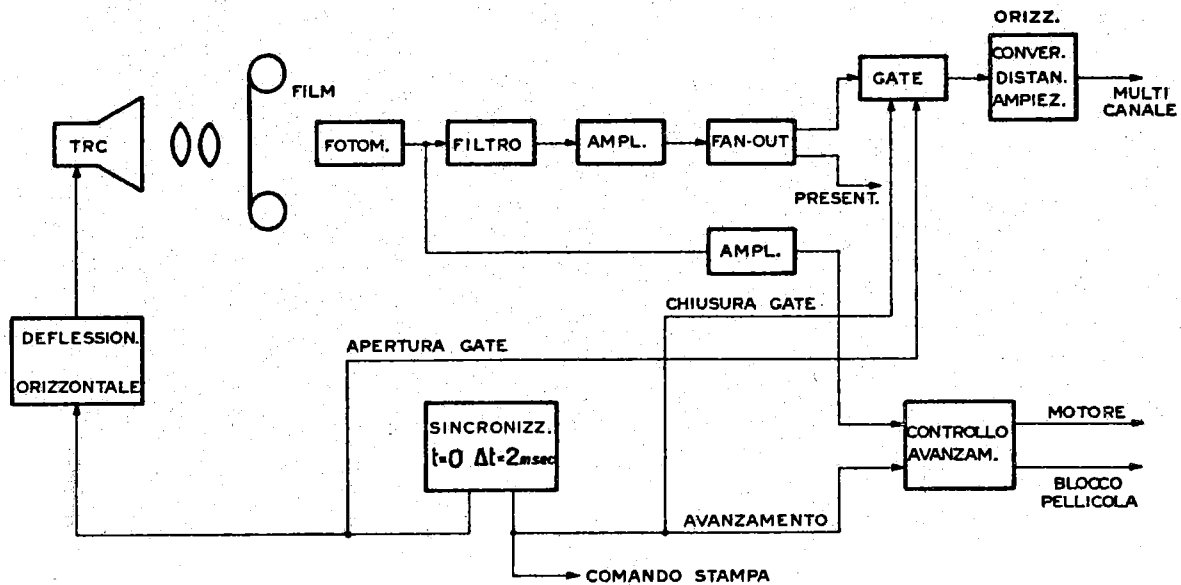 ORIZZ.
CONVER.
DISTAN.
AMPIEZ.
GATE
MULTI
CANALE
FILM
TRC
FOTOM.
FILTRO
AMPL.
FAN-OUT
PRESENT.
AMPL.
CHIUSURA GATE
DEFLESSION.
ORIZZONTALE
APERTURA GATE
SINCRONIZZ.
t=0 Δt=2msec
CONTROLLO
AVANZAM.
MOTORE
BLOCCO
PELLICOLA
AVANZAMENTO
COMANDO STAMPA